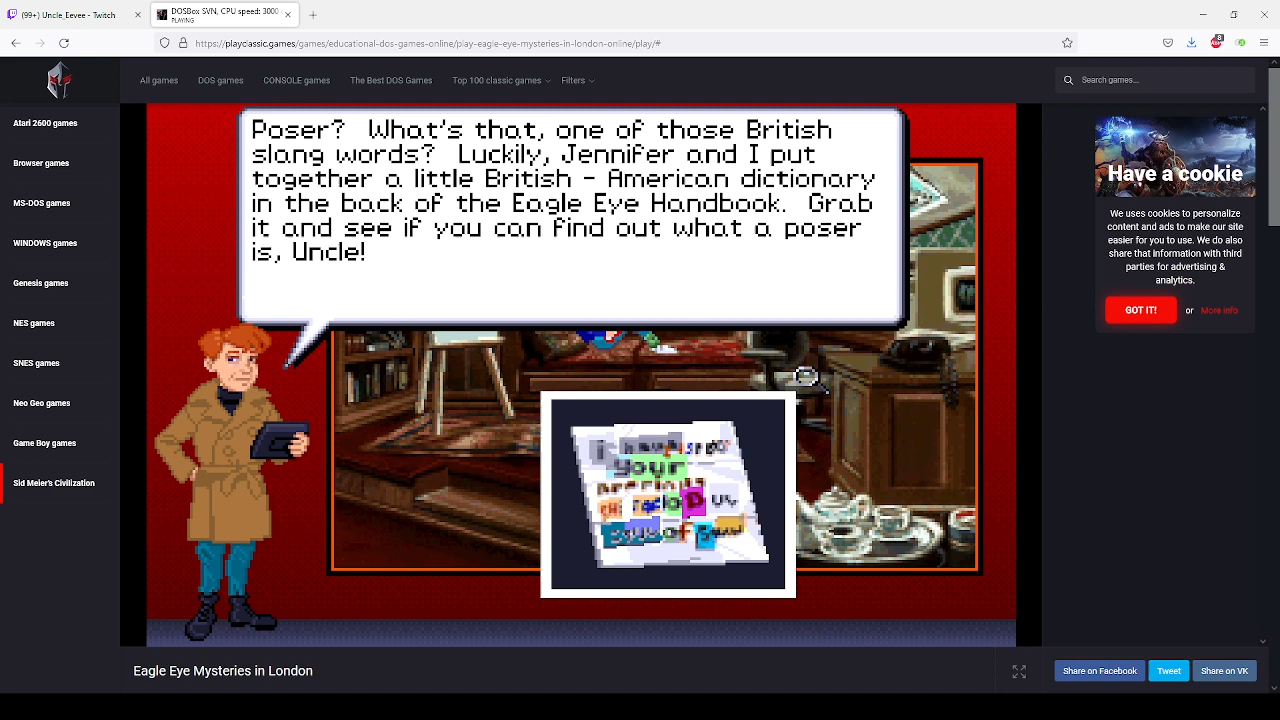 (99+) Uncle_Eevee - Twitch
DOSBox SVN, CPU speed: 3000
PLAYING
https://playclassic.games/games/educational-dos-games-online/play-eagle-eye-mysteries-in-london-online/play/#
All games
DOS games
CONSOLE games
The Best DOS Games
Top 100 classic games
Filters
Search games...
Atari 2600 games
Browser games
MS-DOS games
WINDOWS games
Genesis games
NES games
SNES games
Neo Geo games
Game Boy games
Sid Meier's Civilization
Poser? What's that, one of those British
slang words? Luckily, Jennifer and I put
together a little British - American dictionary
in the back of the Eagle Eye Handbook. Grab
it and see if you can find out what a poser
is, Uncle!
your
Have a cookie
We uses cookies to personalize
content and ads to make our site
easier for you to use. We do also
share that information with third
parties for advertising &
analytics.
GOT IT!
or
More info
Eagle Eye Mysteries in London
Share on Facebook
Tweet
Share on VK